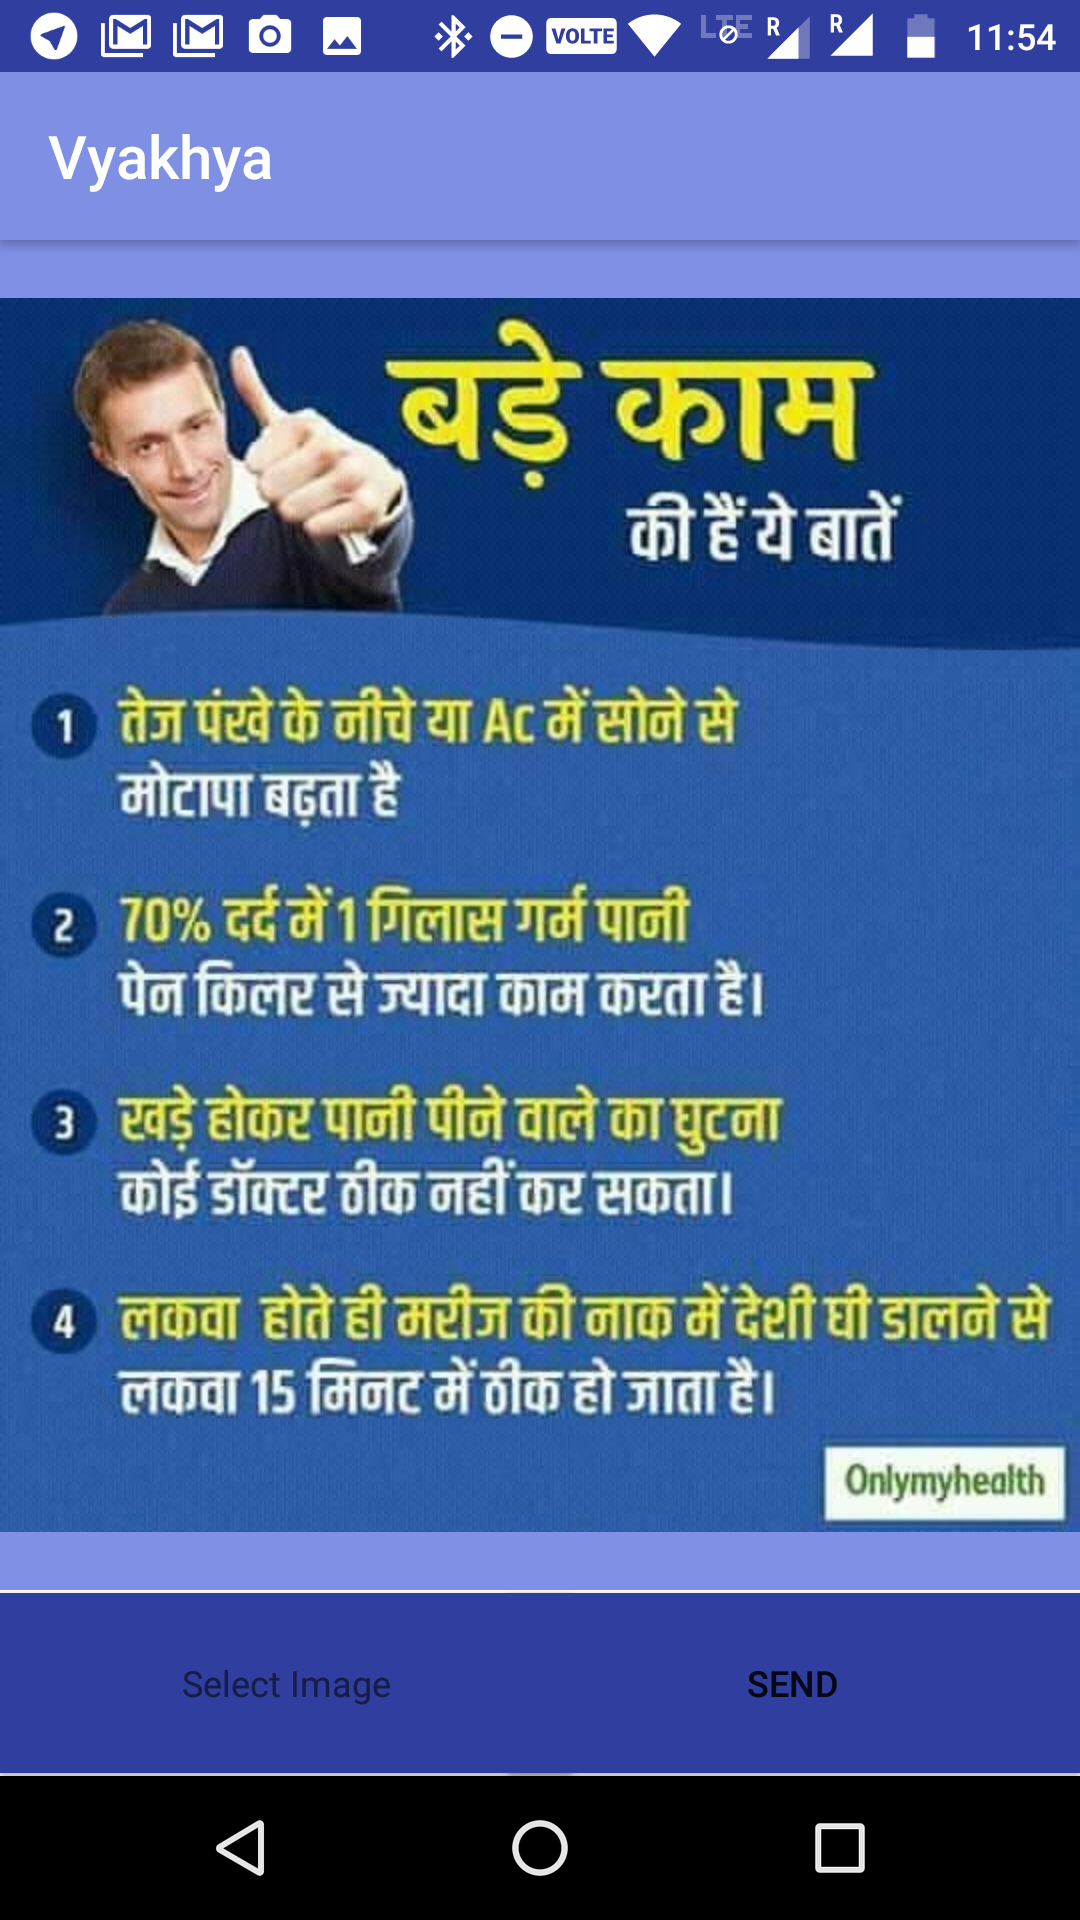 VOLTE LTE R R 11:54
Vyakhya
बड़े काम
की हैं ये बातें
1 तेज पंखे के नीचे या Ac में सोने से
मोटापा बढ़ता है
2 70% दर्द में 1 गिलास गर्म पानी
पेन किलर से ज्यादा काम करता है।
3 खड़े होकर पानी पीने वाले का घुटना
कोई डॉक्टर ठीक नहीं कर सकता।
4 लकवा होते ही मरीज की नाक में देशी घी डालने से
लकवा 15 मिनट में ठीक हो जाता है।
Onlymyhealth
Select Image SEND